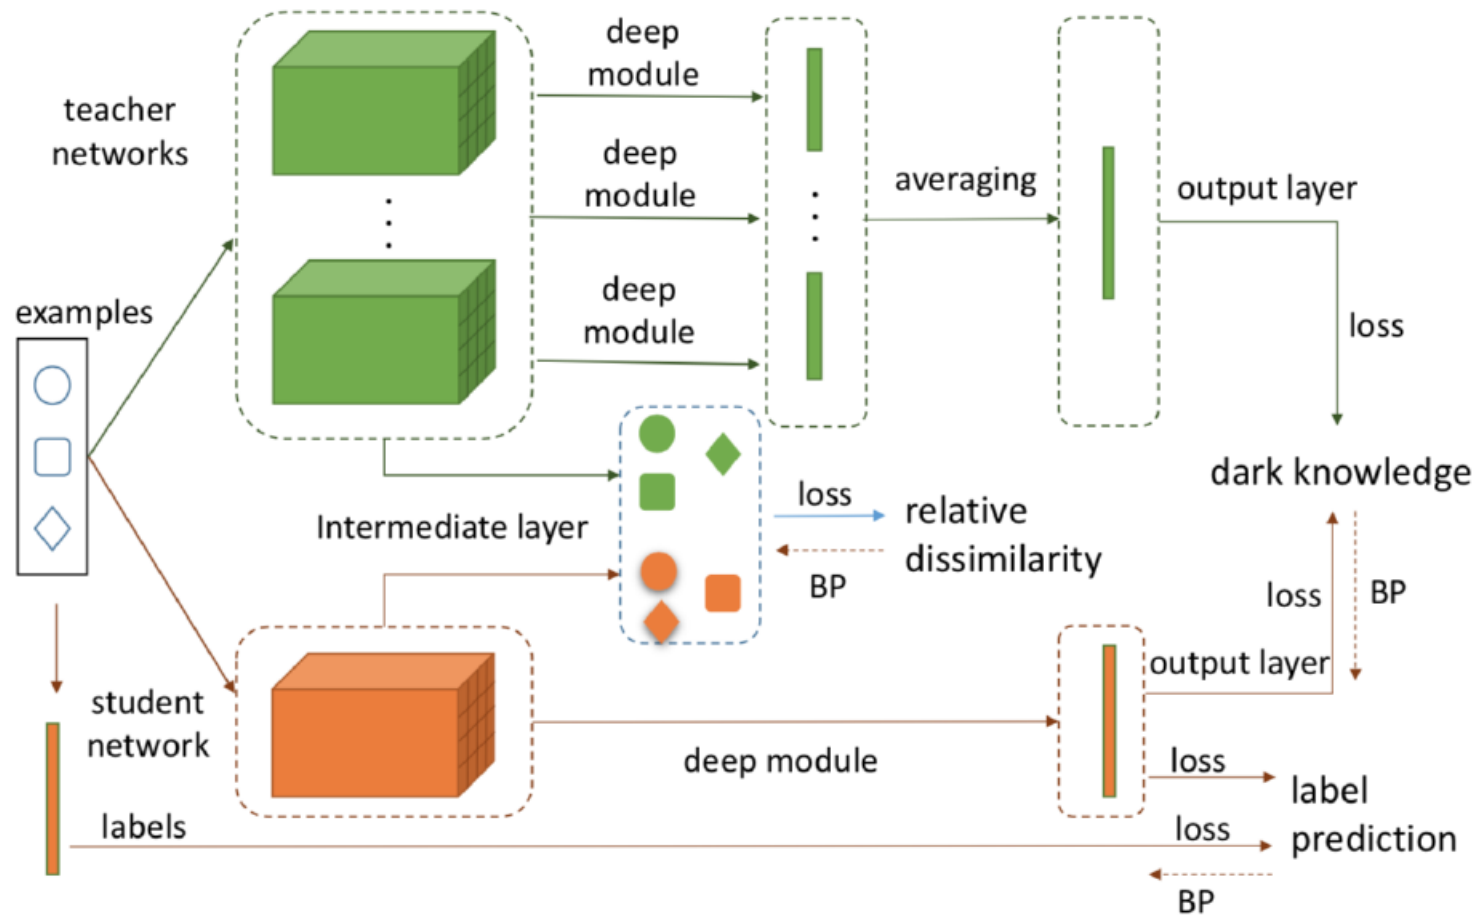 teacher
networks
deep
module
deep
module
deep
module
averaging
output layer
loss
examples
Intermediate layer
loss
relative
dissimilarity
BP
dark knowledge
loss
BP
output layer
student
network
deep module
loss
label
prediction
labels
loss
BP